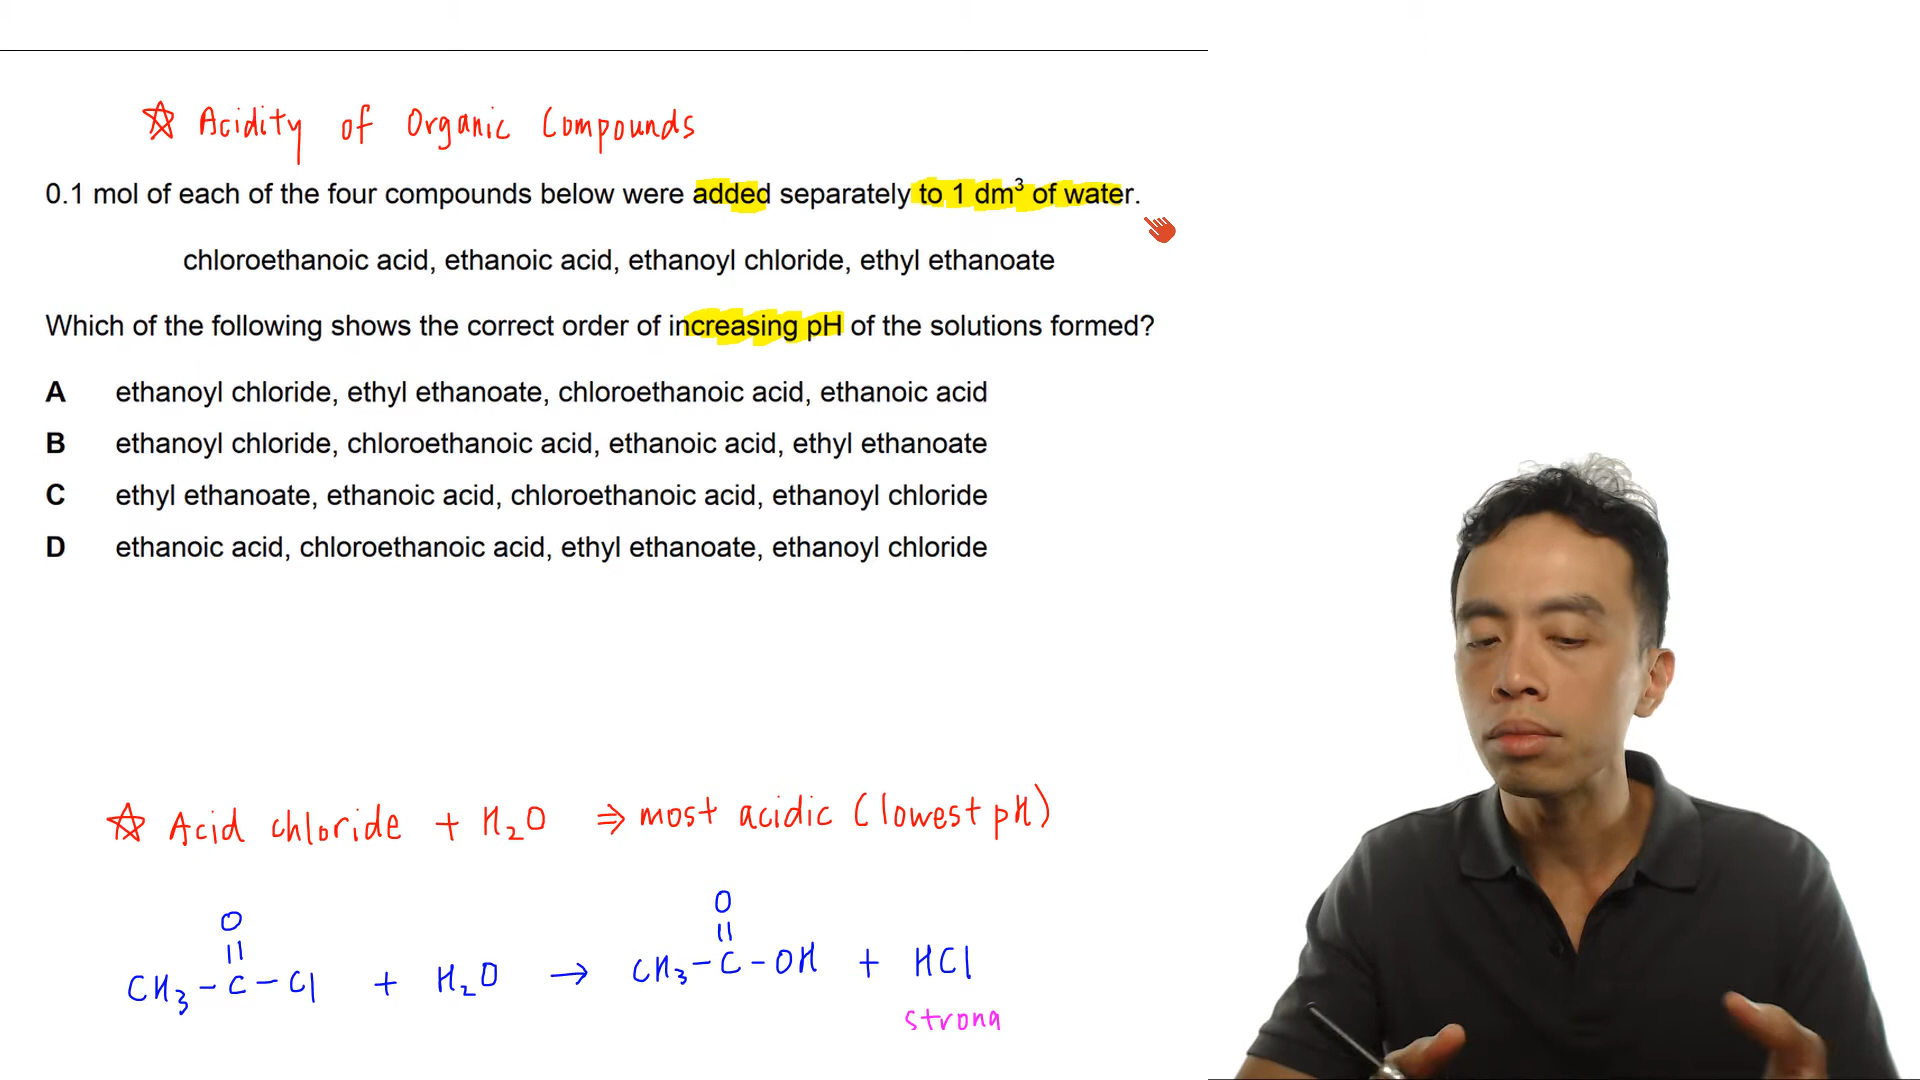 ☆ Acidity of Organic Compounds
0.1 mol of each of the four compounds below were added separately to 1 dm³ of water.
chloroethanoic acid, ethanoic acid, ethanoyl chloride, ethyl ethanoate
Which of the following shows the correct order of increasing pH of the solutions formed?
A ethanoyl chloride, ethyl ethanoate, chloroethanoic acid, ethanoic acid
B ethanoyl chloride, chloroethanoic acid, ethanoic acid, ethyl ethanoate
C ethyl ethanoate, ethanoic acid, chloroethanoic acid, ethanoyl chloride
D ethanoic acid, chloroethanoic acid, ethyl ethanoate, ethanoyl chloride
☆ Acid chloride + H₂O ⇒ most acidic (lowest pH)
O O
|| ||
CH₃ – C – Cl + H₂O → CH₃ – C – OH + HCl
strong